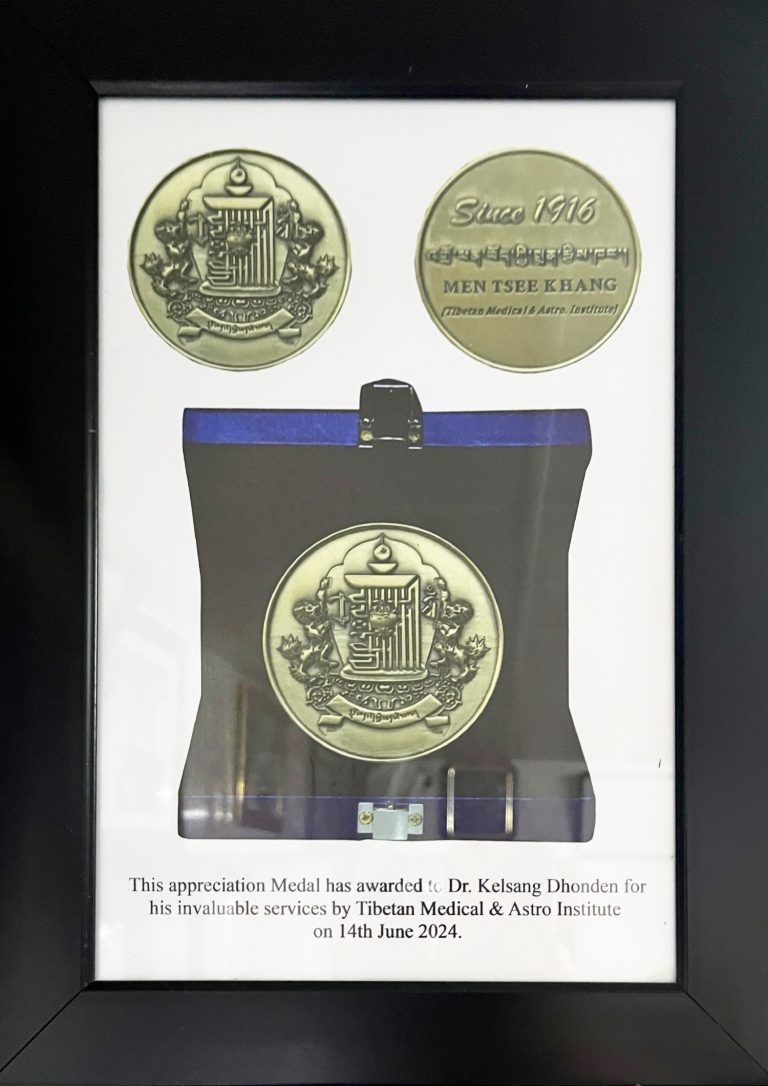 Since 1916
MEN TSEE KHANG
(Tibetan Medical & Astro. Institute)
This appreciation Medal has awarded to Dr. Kelsang Dhonden for
his invaluable services by Tibetan Medical & Astro Institute
on 14th June 2024.